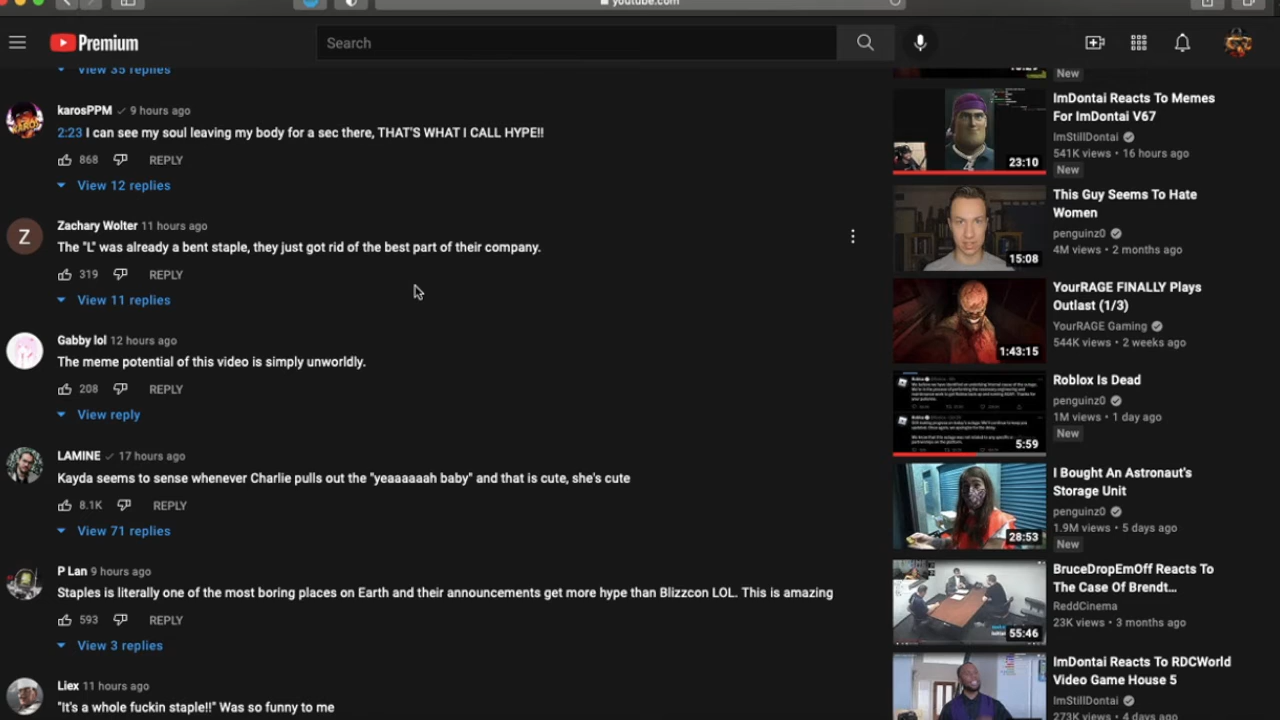 youtube.com
Premium
Search
View 35 replies
karosPPM 9 hours ago
2:23 I can see my soul leaving my body for a sec there, THAT'S WHAT I CALL HYPE!!
868 REPLY
View 12 replies
Zachary Wolter 11 hours ago
Z
The "L" was already a bent staple, they just got rid of the best part of their company.
319 REPLY
View 11 replies
Gabby lol 12 hours ago
The meme potential of this video is simply unworldly.
208 REPLY
View reply
LAMINE 17 hours ago
Kayda seems to sense whenever Charlie pulls out the "yeaaaaaah baby" and that is cute, she's cute
8.1K REPLY
View 71 replies
P Lan 9 hours ago
Staples is literally one of the most boring places on Earth and their announcements get more hype than Blizzcon LOL. This is amazing
593 REPLY
View 3 replies
Liex 11 hours ago
"It's a whole fuckin staple!!" Was so funny to me
New
ImDontai Reacts To Memes
For ImDontai V67
ImStillDontai
541K views • 16 hours ago
New
23:10
This Guy Seems To Hate
Women
penguinz0
4M views • 2 months ago
15:08
YourRAGE FINALLY Plays
Outlast (1/3)
YourRAGE Gaming
544K views • 2 weeks ago
1:43:15
Roblox Is Dead
penguinz0
1M views • 1 day ago
New
5:59
I Bought An Astronaut's
Storage Unit
penguinz0
1.9M views • 5 days ago
28:53
New
BruceDropEmOff Reacts To
The Case Of Brendt...
ReddCinema
23K views • 3 months ago
55:46
ImDontai Reacts To RDCWorld
Video Game House 5
ImStillDontai
273K views • 4 days ago